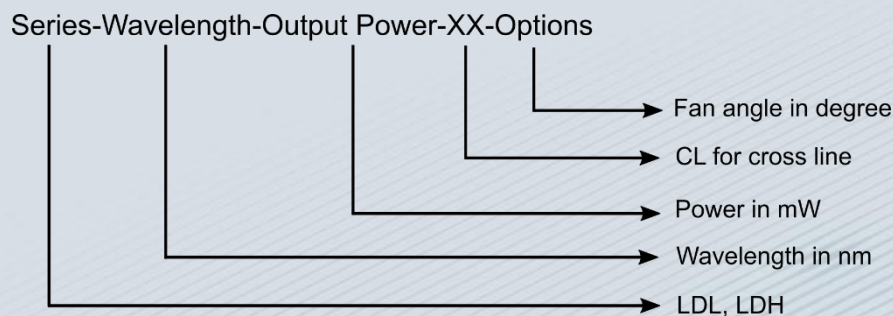 Series-Wavelength-Output Power-XX-Options
Fan angle in degree
CL for cross line
Power in mW
Wavelength in nm
LDL, LDH